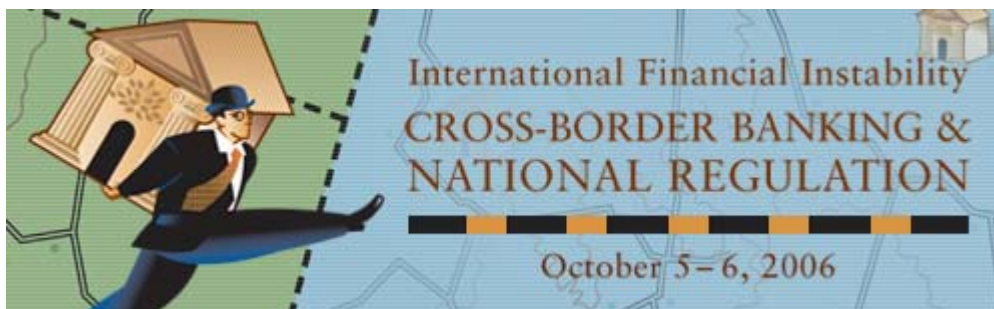 International Financial Instability
CROSS-BORDER BANKING &
NATIONAL REGULATION
October 5–6, 2006